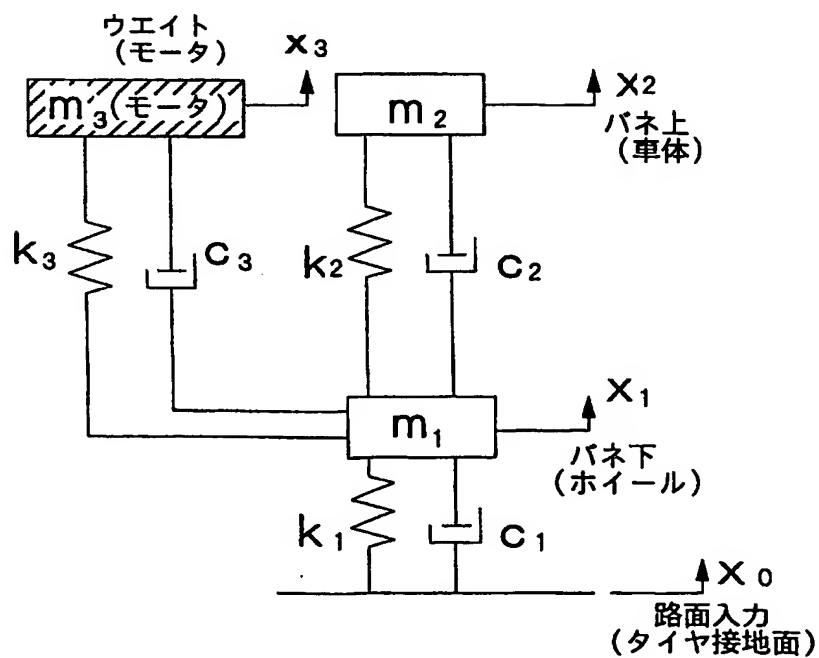 ウエイト
(モータ)
x3
m3(モータ)
m2
x2
バネ上
(車体)
k3
c3
k2
c2
m1
x1
バネ下
(ホイール)
k1
c1
x0
路面入力
(タイヤ接地面)